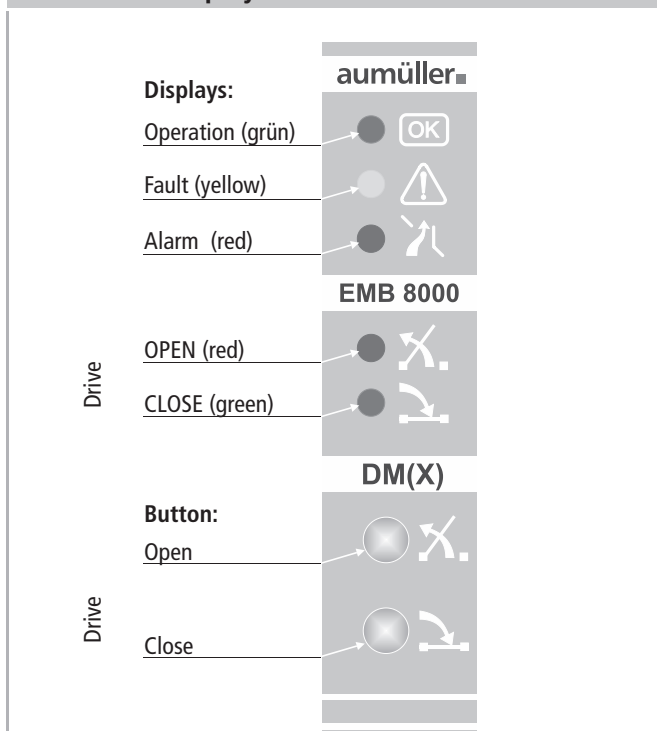 aumüller
Displays:
Operation (grün)
OK
Fault (yellow)
Alarm (red)
EMB 8000
Drive
OPEN (red)
CLOSE (green)
DM(X)
Button:
Drive
Open
Close